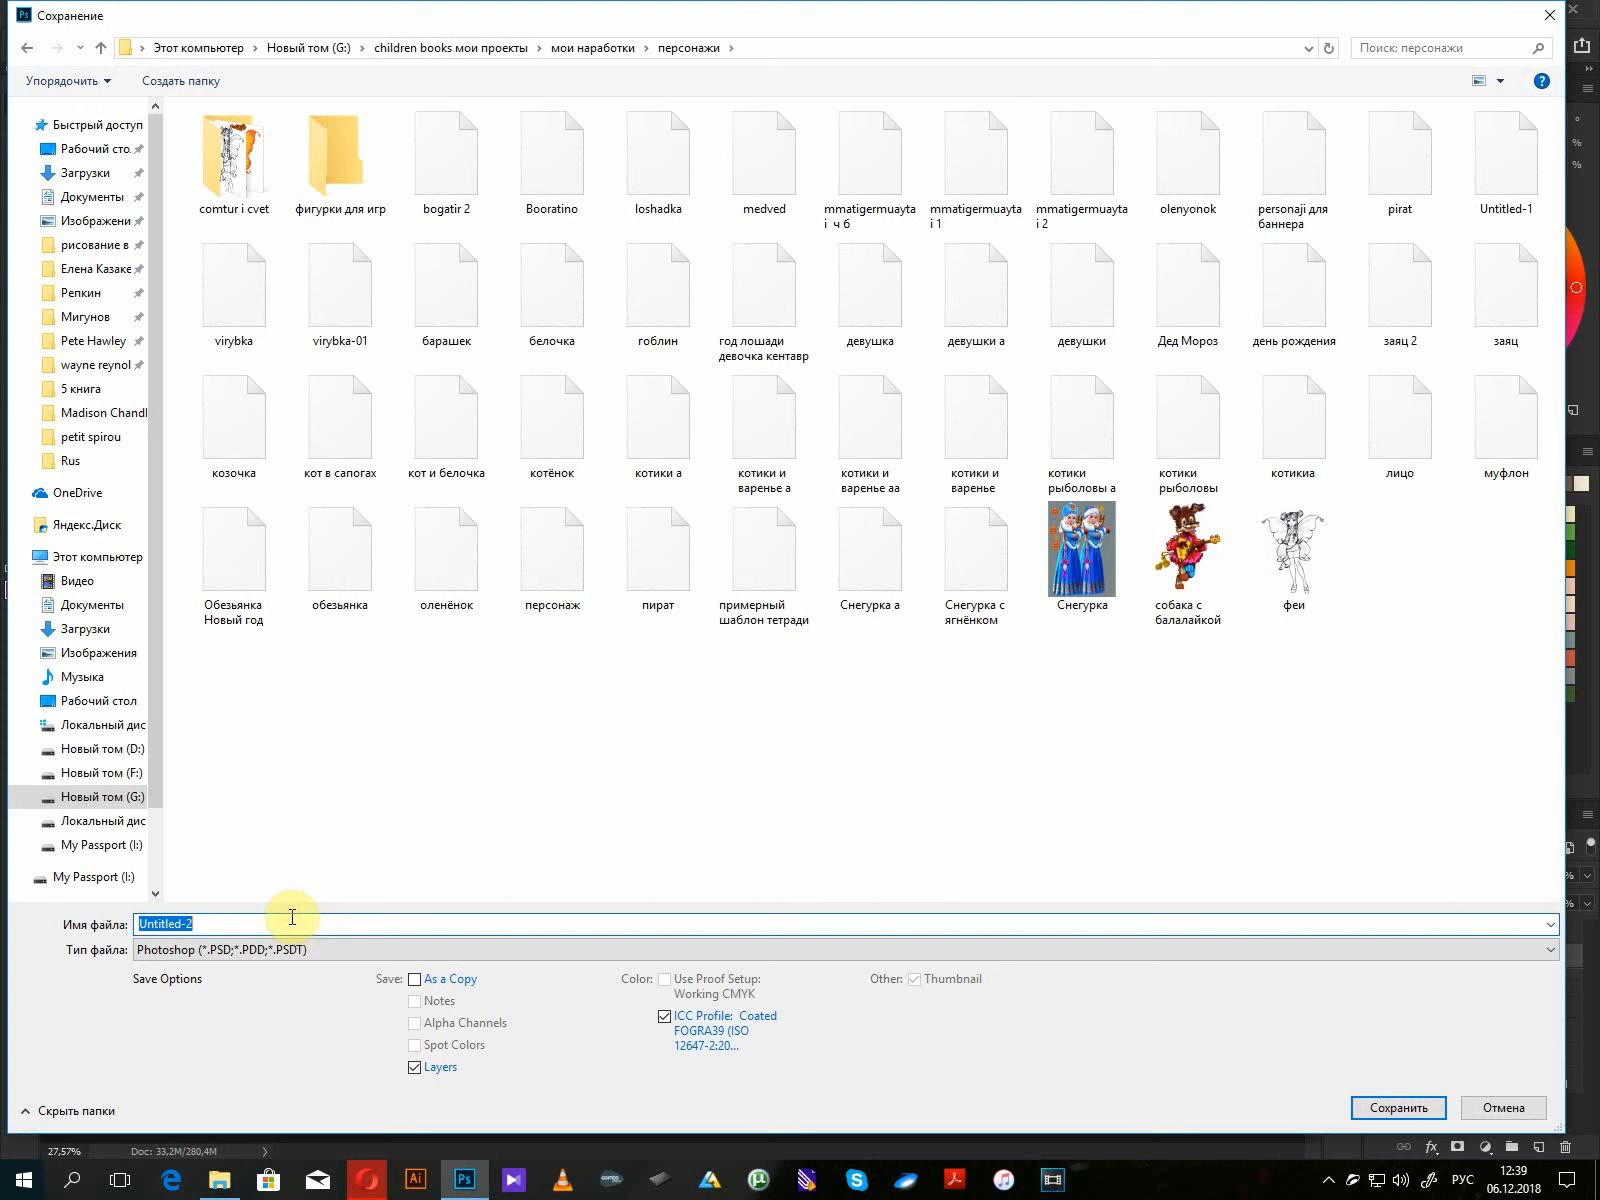 Сохранение
Этот компьютер › Новый том (G:) › children books мои проекты › мои наработки › персонажи ›
Поиск: персонажи
Упорядочить
Создать папку
Быстрый доступ
Рабочий сто.
Загрузки
Документы
Изображени
рисование в
Елена Казаке
Репкин
Мигунов
Pete Hawley
wayne reynol
5 книга
Madison Chandl
petit spirou
Rus
OneDrive
Яндекс.Диск
Этот компьютер
Видео
Документы
Загрузки
Изображения
Музыка
Рабочий стол
Локальный дис
Новый том (D:)
Новый том (F:)
Новый том (G:)
Локальный дис
My Passport (I:)
My Passport (I:)
comtur i cvet
фигурки для игр
bogatir 2
Booratino
loshadka
medved
mmatigermuayta
i ч б
mmatigermuayta
i 1
mmatigermuayta
i 2
olenyonok
personaji для
баннера
pirat
Untitled-1
virybka
virybka-01
барашек
белочка
гоблин
год лошади
девочка кентавр
девушка
девушки а
девушки
Дед Мороз
день рождения
заяц 2
заяц
козочка
кот в сапогах
кот и белочка
котёнок
котики а
котики и
варенье а
котики и
варенье аа
котики и
варенье
котики
рыболовы а
котики
рыболовы
котикиа
лицо
муфлон
Обезьянка
Новый год
обезьянка
оленёнок
персонаж
пират
примерный
шаблон тетради
Снегурка а
Снегурка с
ягнёнком
Снегурка
собака с
балалайкой
феи
Имя файла: Untitled-2
Тип файла: Photoshop (*.PSD;*.PDD;*.PSDT)
Save Options
Save: As a Copy
Notes
Alpha Channels
Spot Colors
Layers
Color: Use Proof Setup:
Working CMYK
ICC Profile: Coated
FOGRA39 (ISO
12647-2:20...
Other: Thumbnail
Скрыть папки
Сохранить
Отмена
27,57%
Doc: 33,2M/280,4M
%
%
%
%
fx
Ai
Ps
РУС
12:39
06.12.2018